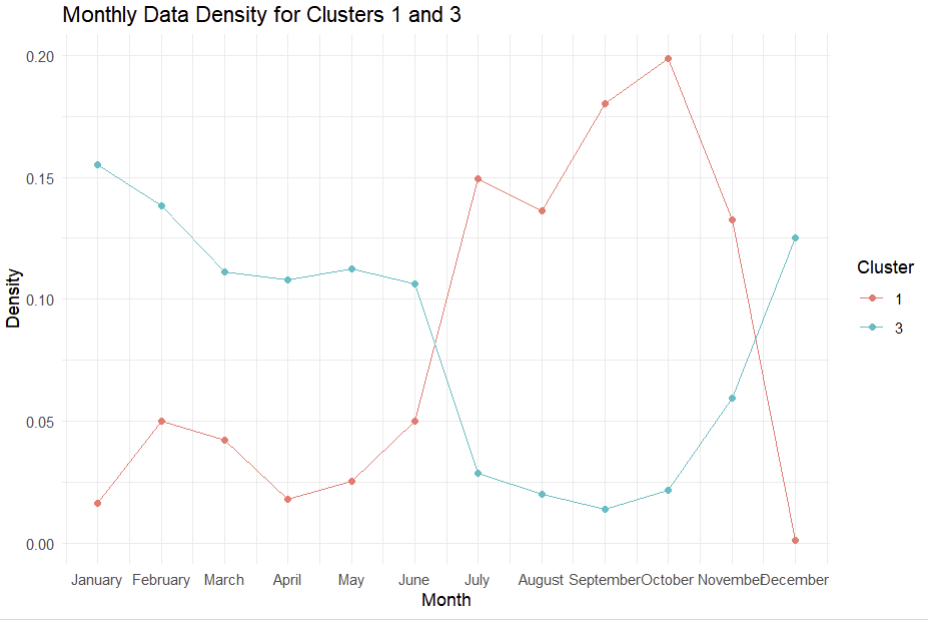 Monthly Data Density for Clusters 1 and 3
0.20
0.15
0.10
0.05
0.00
Density
January February March April May June July August September October November December
Month
Cluster
1
3